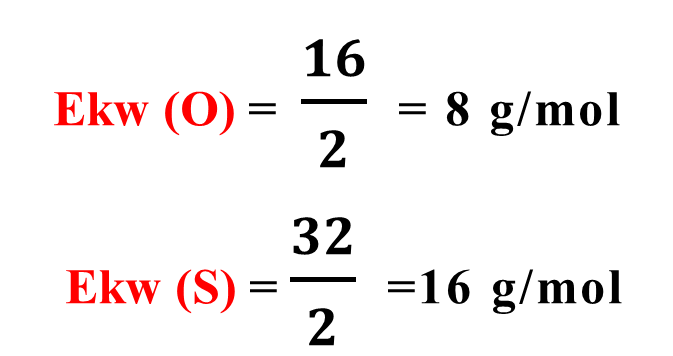 Ekw (O) = 16/2 = 8 g/mol
Ekw (S) = 32/2 =16 g/mol